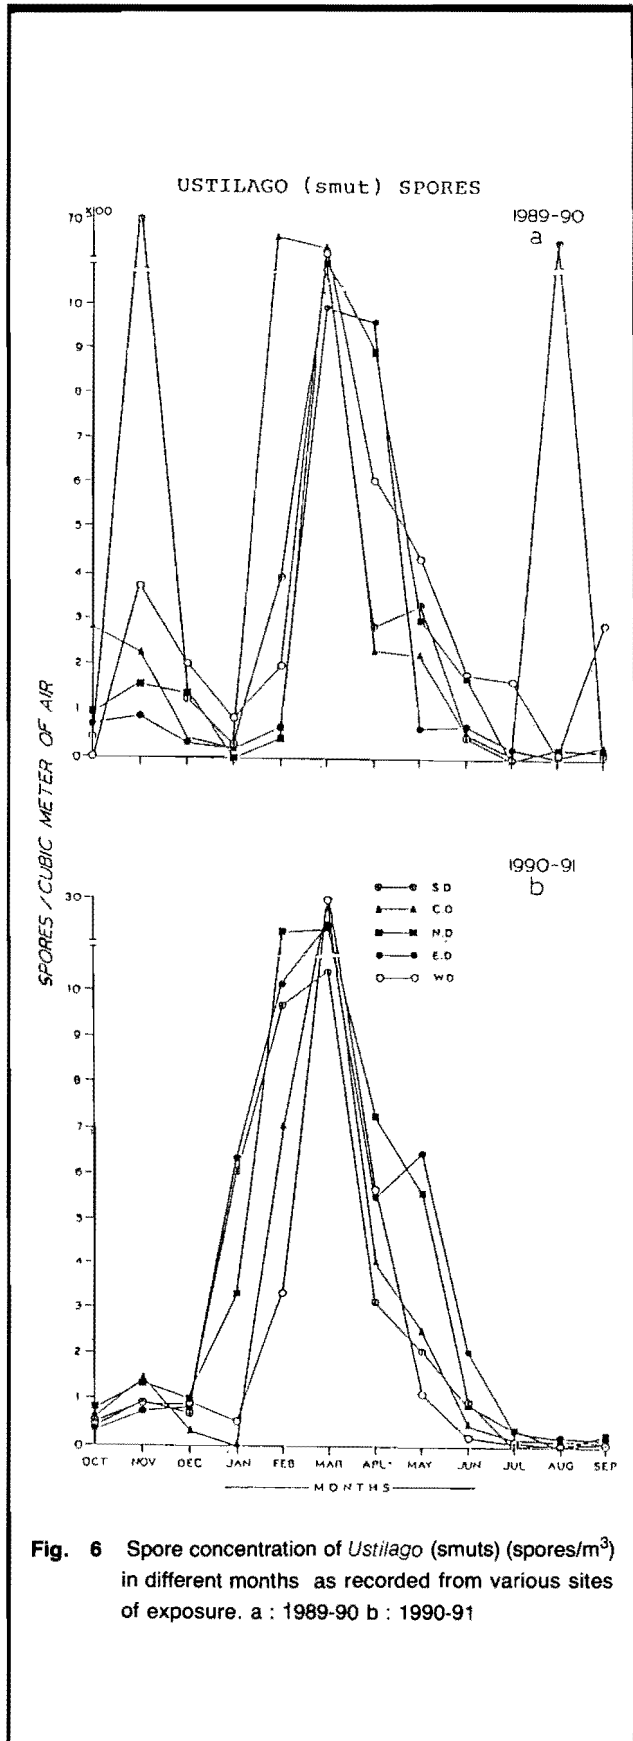 USTILAGO (smut) SPORES
x100
1989-90
a
70
10
9
8
7
6
5
4
3
2
1
0
SPORES / CUBIC METER OF AIR
1990-91
b
30
10
9
8
7
6
5
4
3
2
1
0
S.D
C.D
N.D
E.D
W.D
OCT NOV DEC JAN FEB MAR APL MAY JUN JUL AUG SEP
MONTHS
Fig. 6 Spore concentration of Ustilago (smuts) (spores/m³)
in different months as recorded from various sites
of exposure. a : 1989-90 b : 1990-91